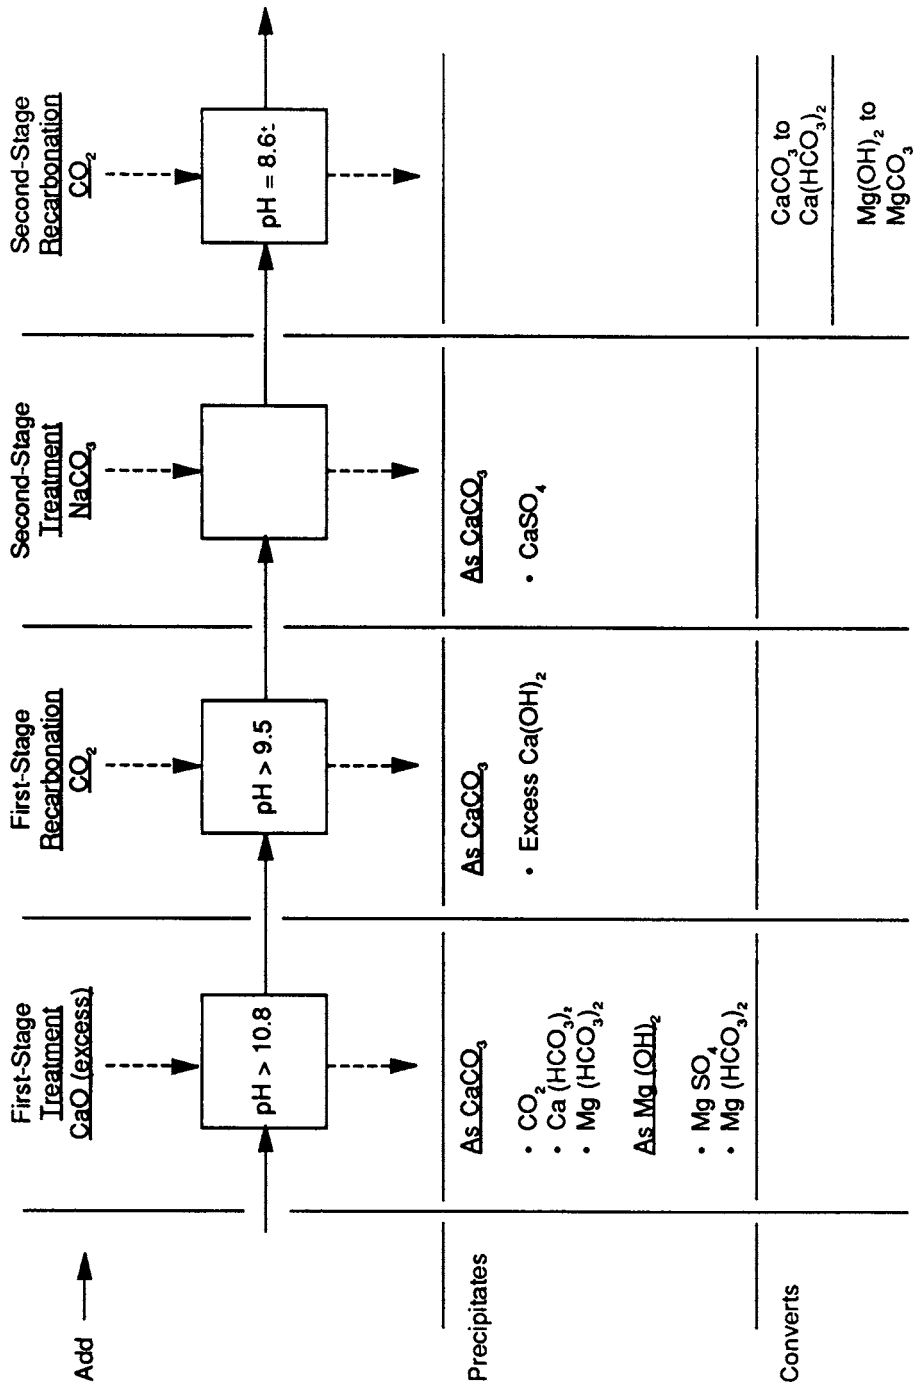 Add
First-Stage
Treatment
CaO (excess)
First-Stage
Recarbonation
CO₂
Second-Stage
Treatment
NaCO₃
Second-Stage
Recarbonation
CO₂
pH > 10.8
pH > 9.5
pH = 8.6±
Precipitates
As CaCO₃
• CO₂
• Ca (HCO₃)₂
• Mg (HCO₃)₂
As Mg (OH)₂
• Mg SO₄
• Mg (HCO₃)₂
As CaCO₃
• Excess Ca(OH)₂
As CaCO₃
• CaSO₄
Converts
CaCO₃ to
Ca(HCO₃)₂
Mg(OH)₂ to
MgCO₃